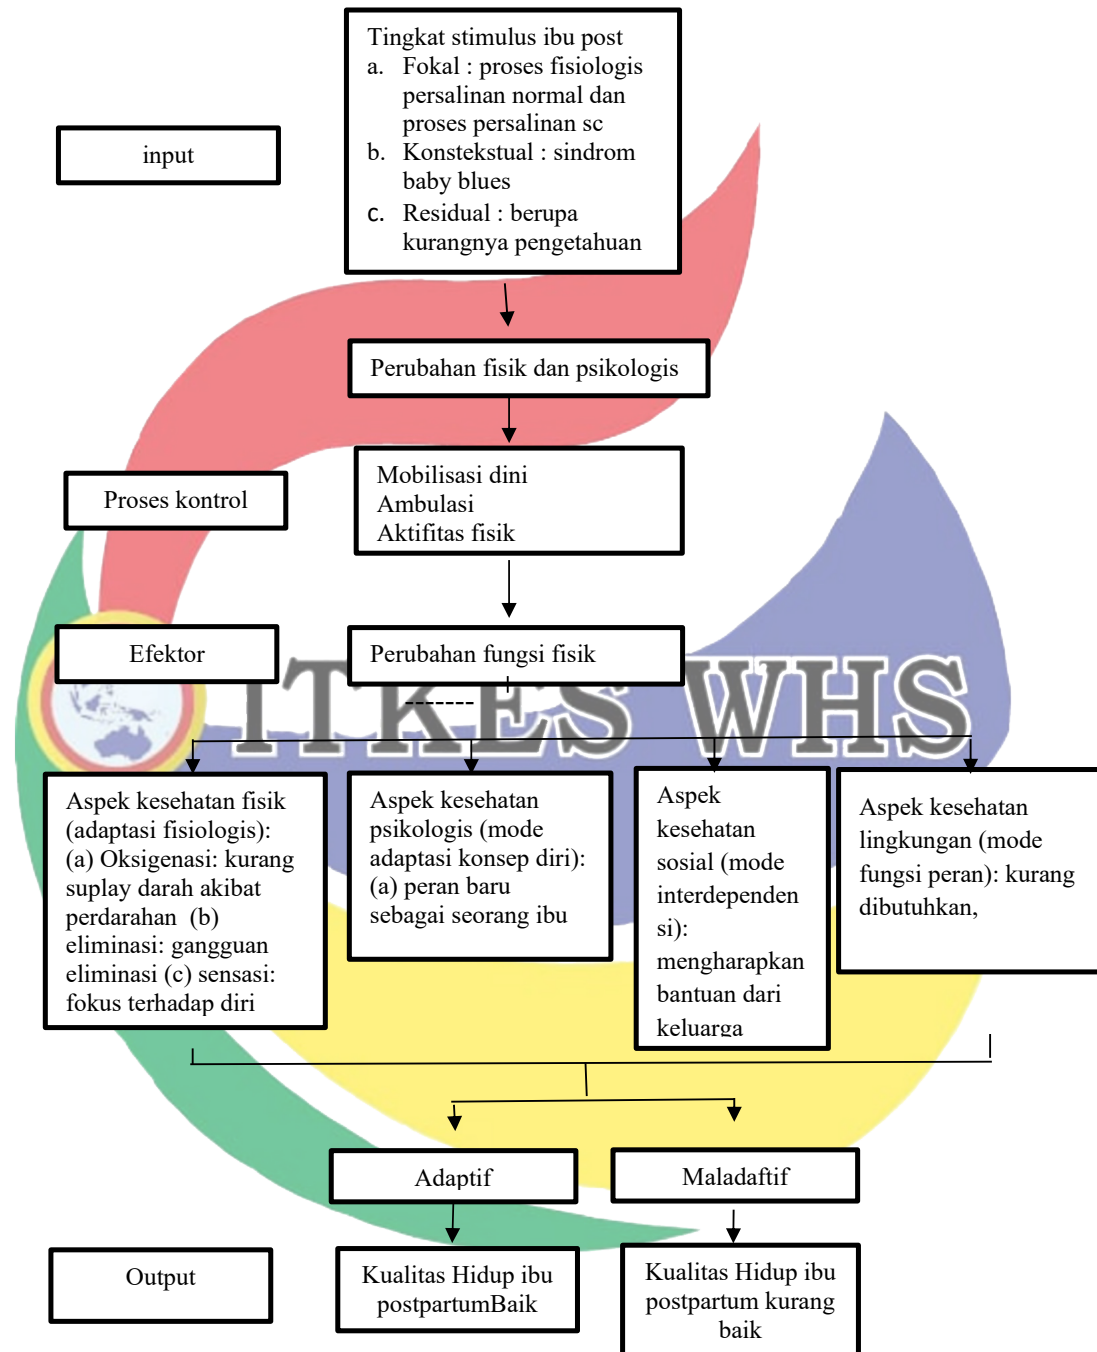 Tingkat stimulus ibu post
a. Fokal : proses fisiologis
persalinan normal dan
proses persalinan sc
b. Konstekstual : sindrom
baby blues
c. Residual : berupa
kurangnya pengetahuan
input
Perubahan fisik dan psikologis
Proses kontrol
Mobilisasi dini
Ambulasi
Aktifitas fisik
Efektor
Perubahan fungsi fisik
ITKES WHS
Aspek kesehatan fisik
(adaptasi fisiologis):
(a) Oksigenasi: kurang
suplay darah akibat
perdarahan (b)
eliminasi: gangguan
eliminasi (c) sensasi:
fokus terhadap diri
Aspek kesehatan
psikologis (mode
adaptasi konsep diri):
(a) peran baru
sebagai seorang ibu
Aspek
kesehatan
sosial (mode
interdependen
si):
mengharapkan
bantuan dari
keluarga
Aspek kesehatan
lingkungan (mode
fungsi peran): kurang
dibutuhkan,
Adaptif
Maladaftif
Output
Kualitas Hidup ibu
postpartumBaik
Kualitas Hidup ibu
postpartum kurang
baik